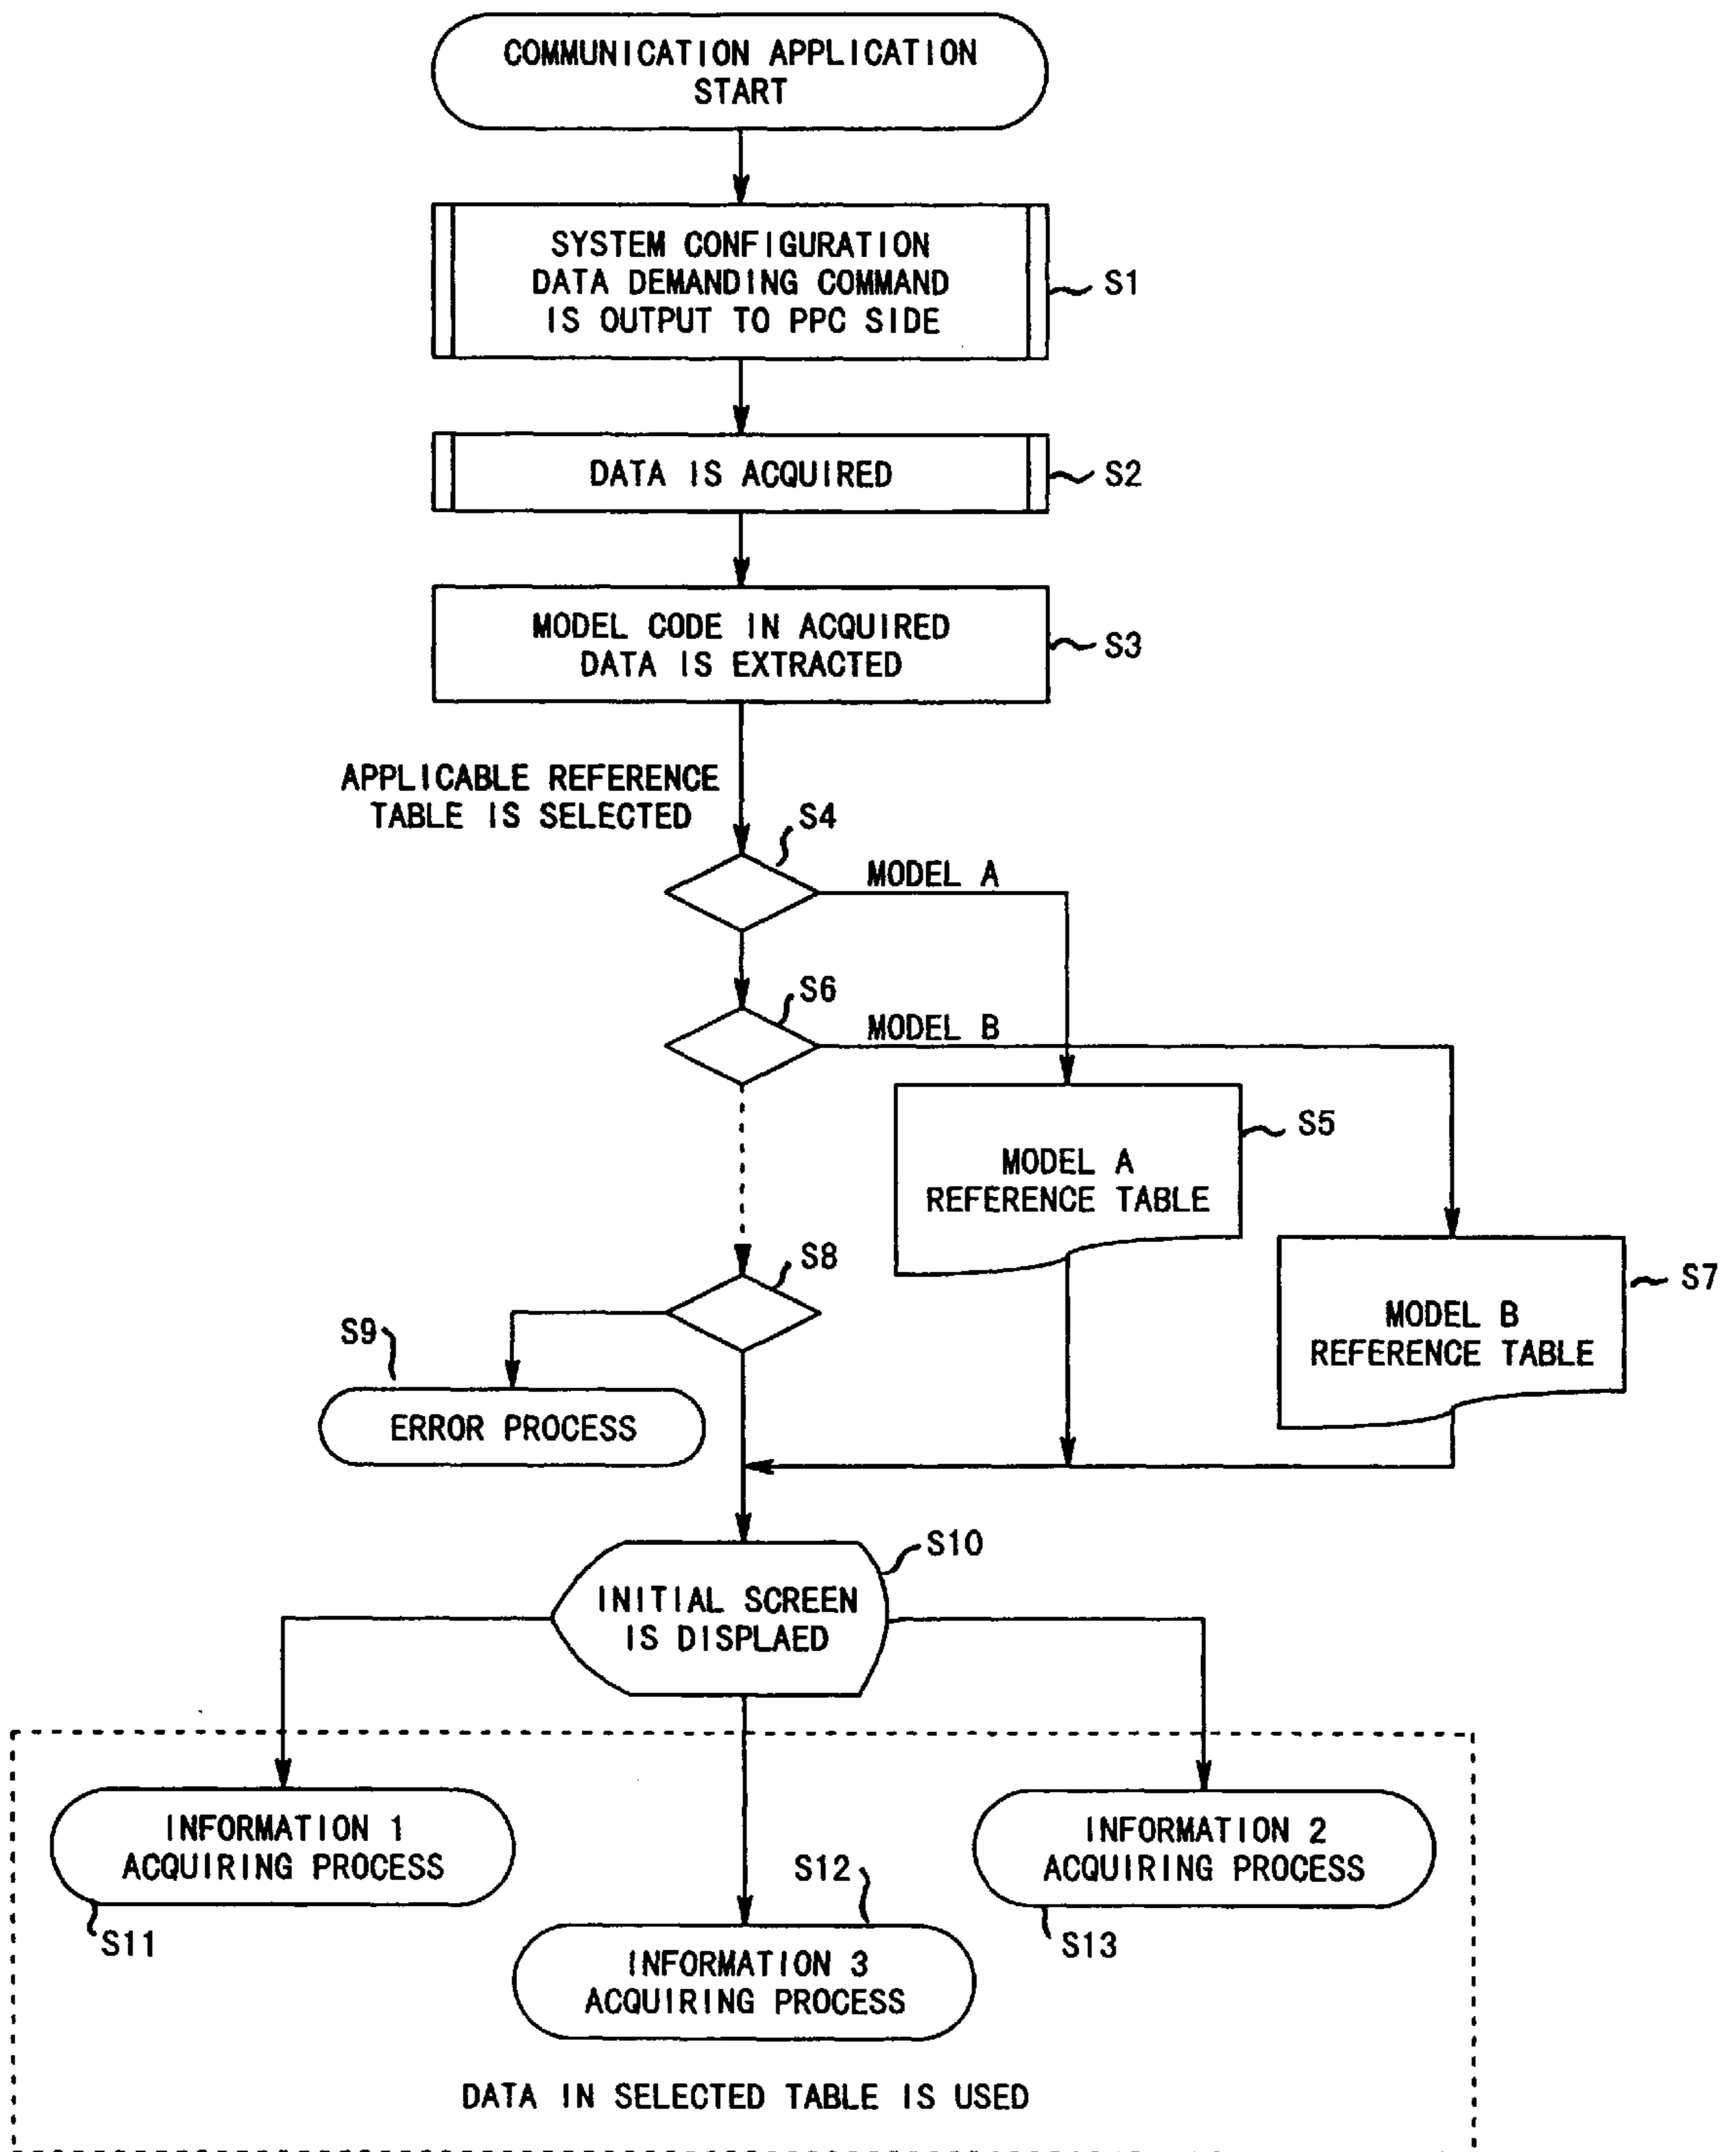 COMMUNICATION APPLICATION
START
SYSTEM CONFIGURATION
DATA DEMANDING COMMAND
IS OUTPUT TO PPC SIDE
S1
DATA IS ACQUIRED
S2
MODEL CODE IN ACQUIRED
DATA IS EXTRACTED
S3
APPLICABLE REFERENCE
TABLE IS SELECTED
S4
MODEL A
S6
MODEL B
S5
MODEL A
REFERENCE TABLE
S8
S7
MODEL B
REFERENCE TABLE
S9
ERROR PROCESS
S10
INITIAL SCREEN
IS DISPLAED
INFORMATION 1
ACQUIRING PROCESS
S11
S12
INFORMATION 3
ACQUIRING PROCESS
INFORMATION 2
ACQUIRING PROCESS
S13
DATA IN SELECTED TABLE IS USED